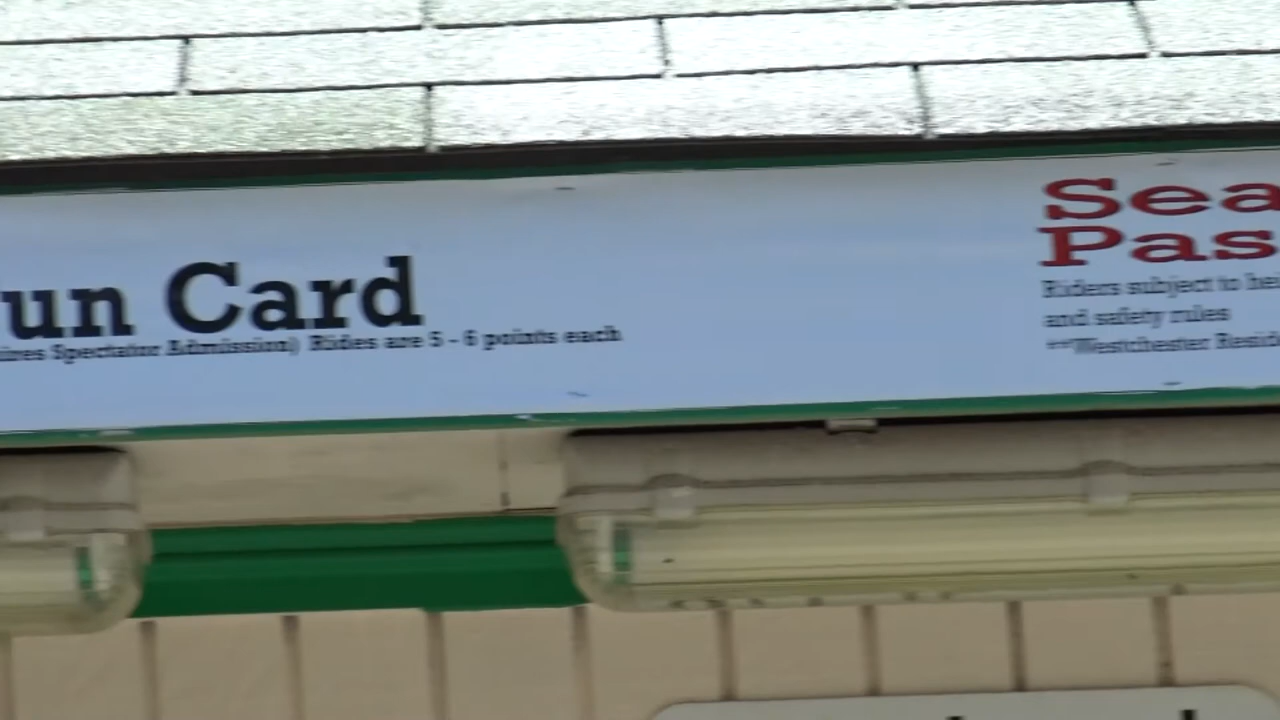 un Card
ires Spectator Admission) Rides are 5 - 6 points each
Sea
Pas
Riders subject to he
and safety rules
**Westchester Resid